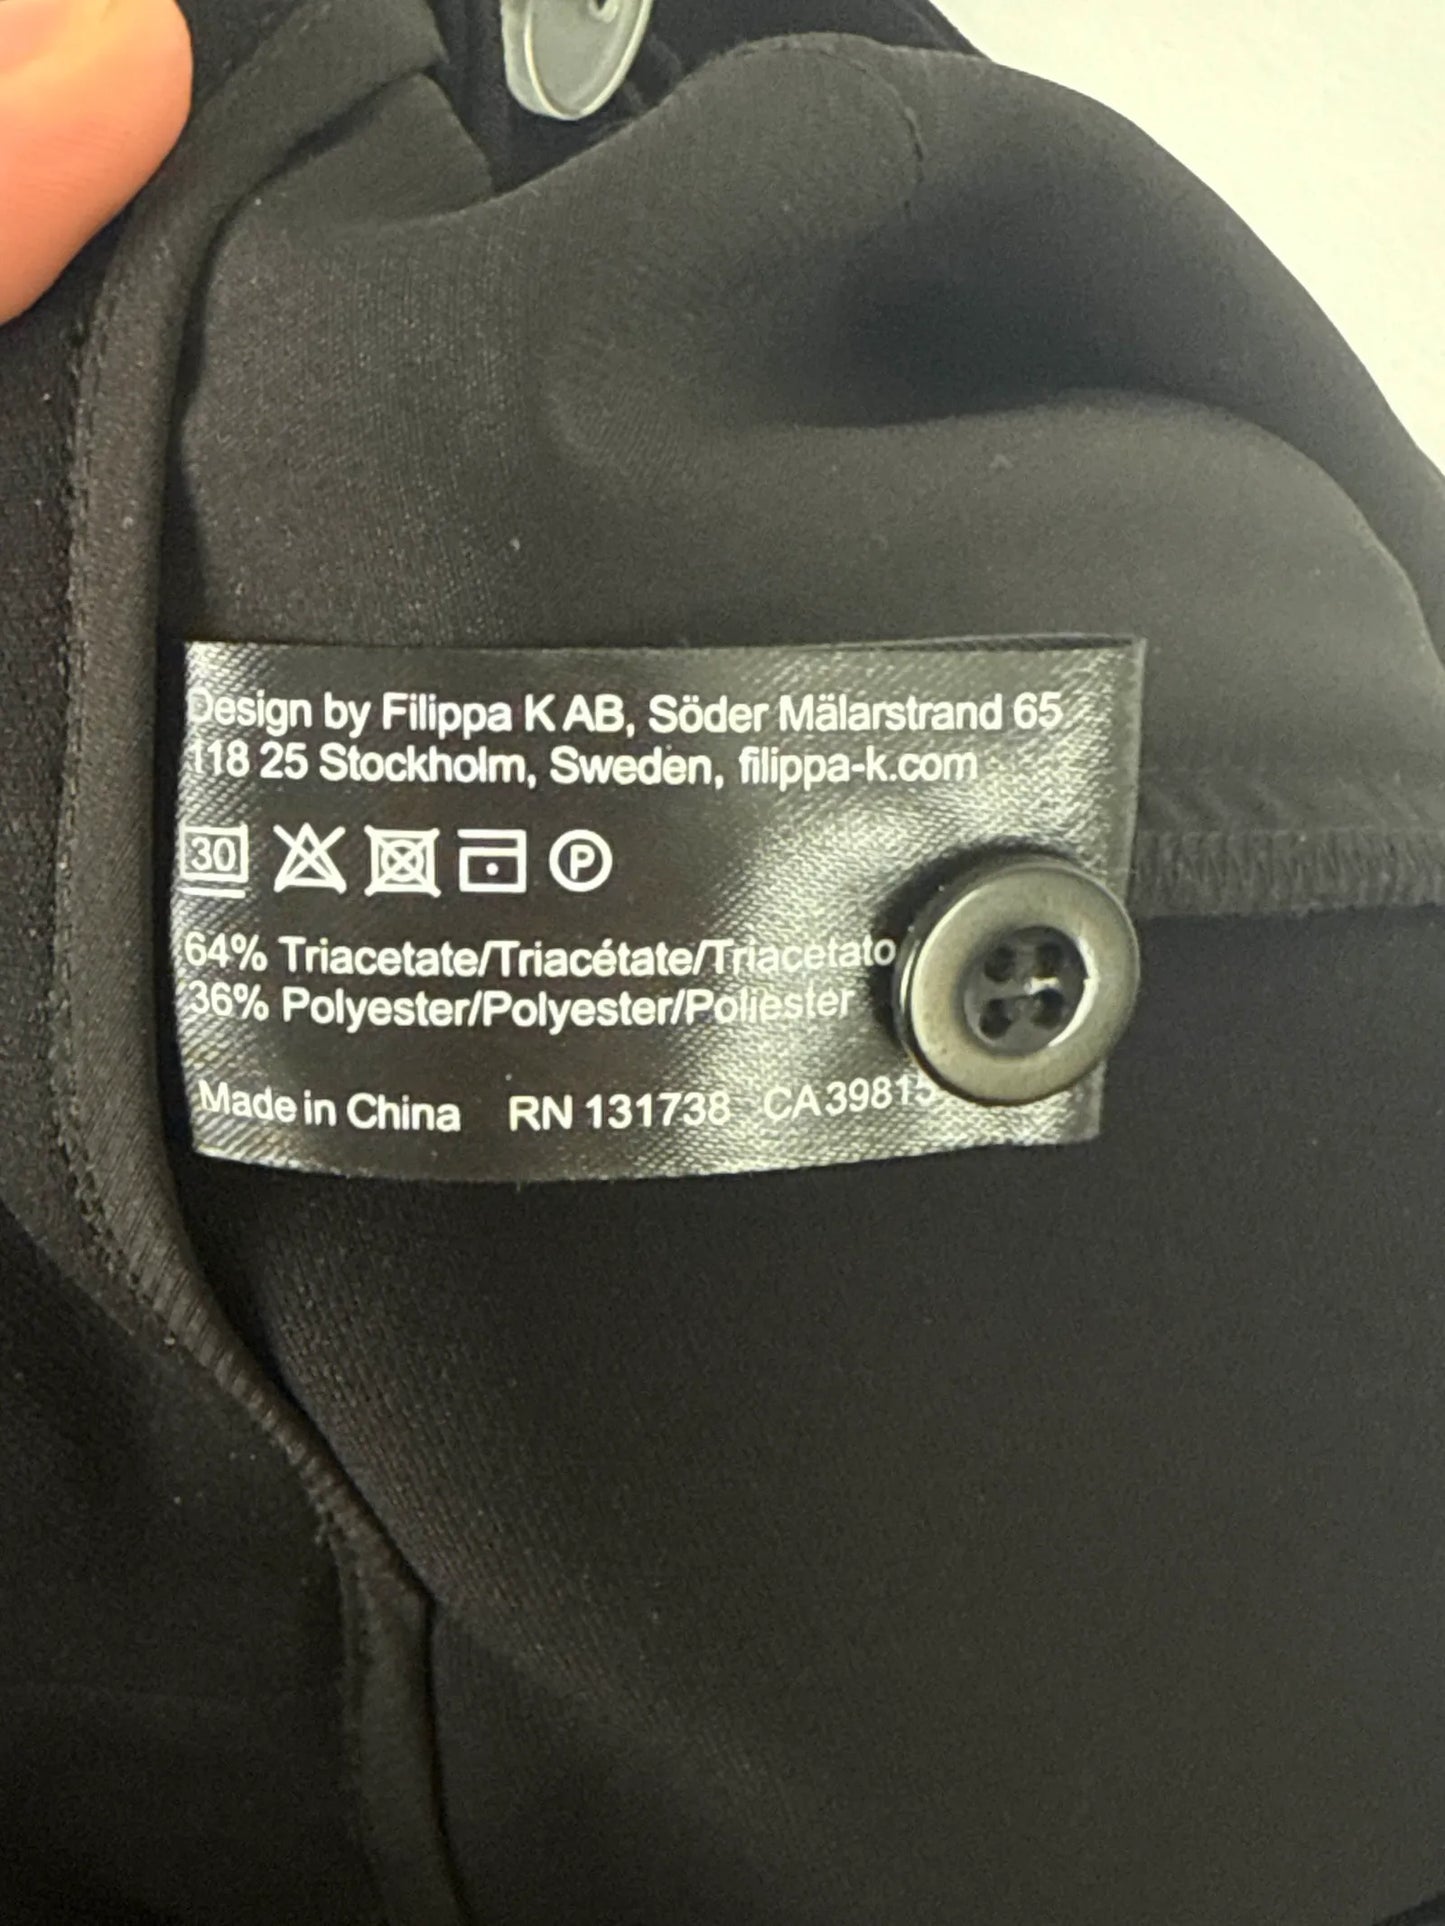 Design by Filippa K AB, Söder Mälarstrand 65
118 25 Stockholm, Sweden, filippa-k.com
30 P
64% Triacetate/Triacétate/Triacetato
36% Polyester/Polyester/Poliester
Made in China RN 131738 CA39815